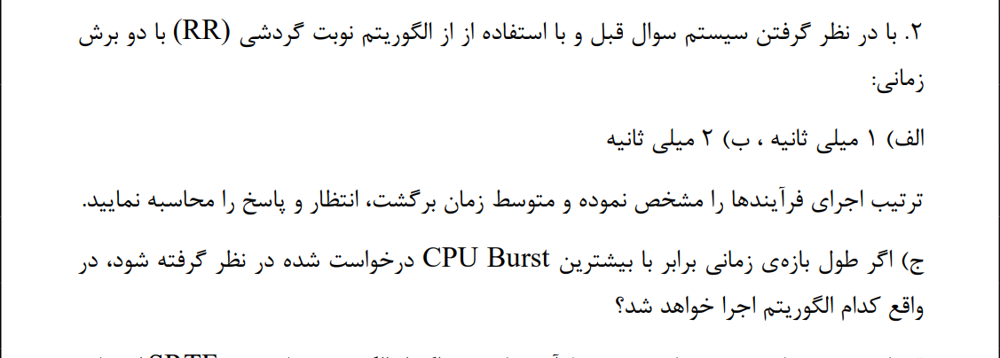 ۲. با در نظر گرفتن سیستم سوال قبل و با استفاده از از الگوریتم نوبت گردشی (RR) با دو برش
زمانی:
الف) ۱ میلی ثانیه ، ب) ۲ میلی ثانیه
ترتیب اجرای فرآیندها را مشخص نموده و متوسط زمان برگشت، انتظار و پاسخ را محاسبه نمایید.
ج) اگر طول بازه‌ی زمانی برابر با بیشترین CPU Burst درخواست شده در نظر گرفته شود، در
واقع کدام الگوریتم اجرا خواهد شد؟